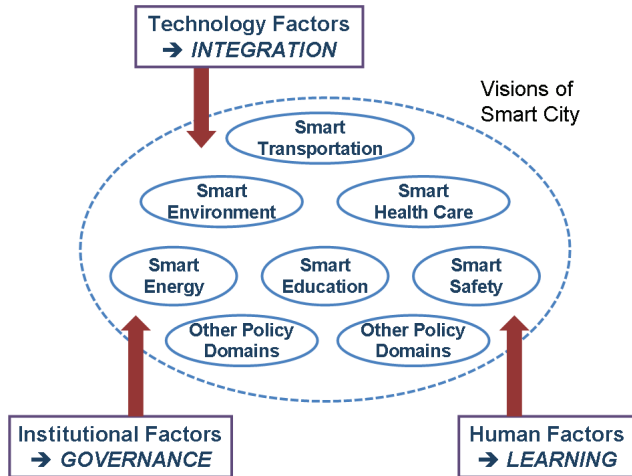 Technology Factors
➔ INTEGRATION
Visions of
Smart City
Smart
Transportation
Smart
Environment
Smart
Health Care
Smart
Energy
Smart
Education
Smart
Safety
Other Policy
Domains
Other Policy
Domains
Institutional Factors
➔ GOVERNANCE
Human Factors
➔ LEARNING